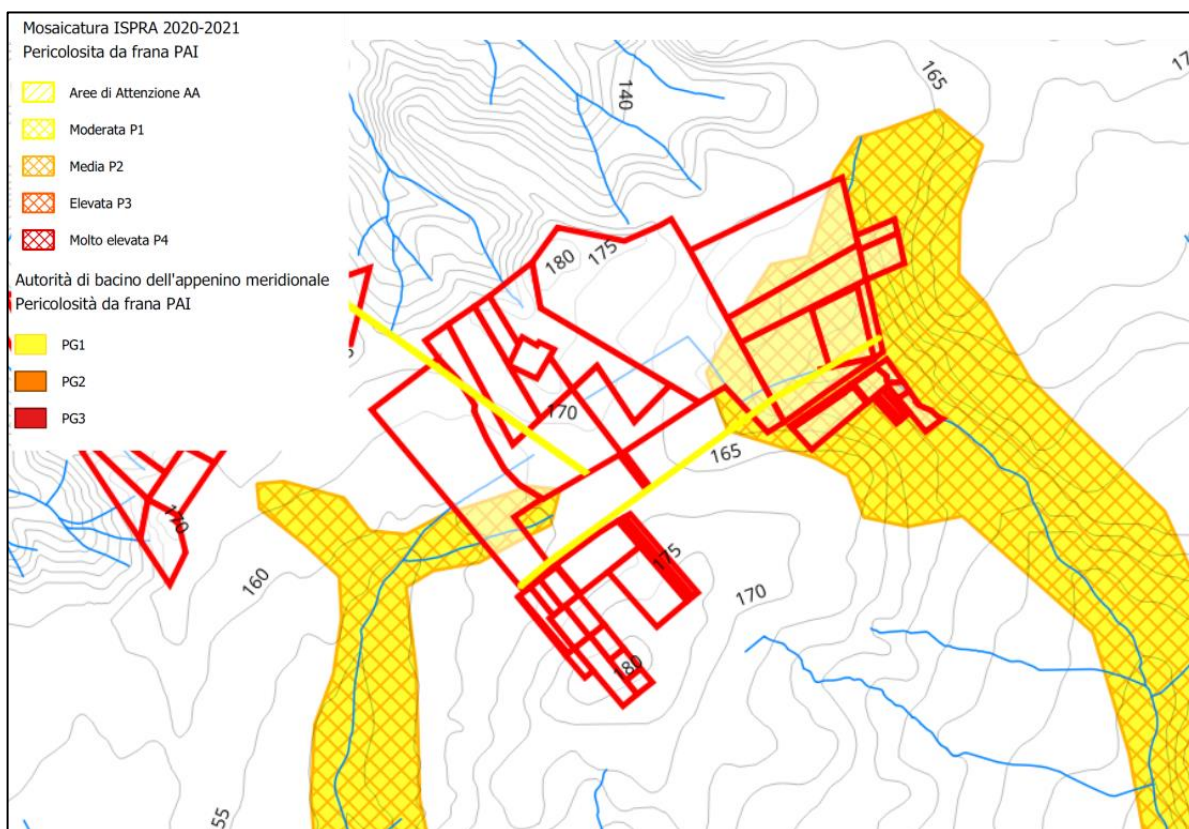 Mosaicatura ISPRA 2020-2021
Pericolosita da frana PAI
Aree di Attenzione AA
Moderata P1
Media P2
Elevata P3
Molto elevata P4
Autorità di bacino dell'appenino meridionale
Pericolosità da frana PAI
PG1
PG2
PG3
140
165
180
175
170
165
170
160
175
170
180
55